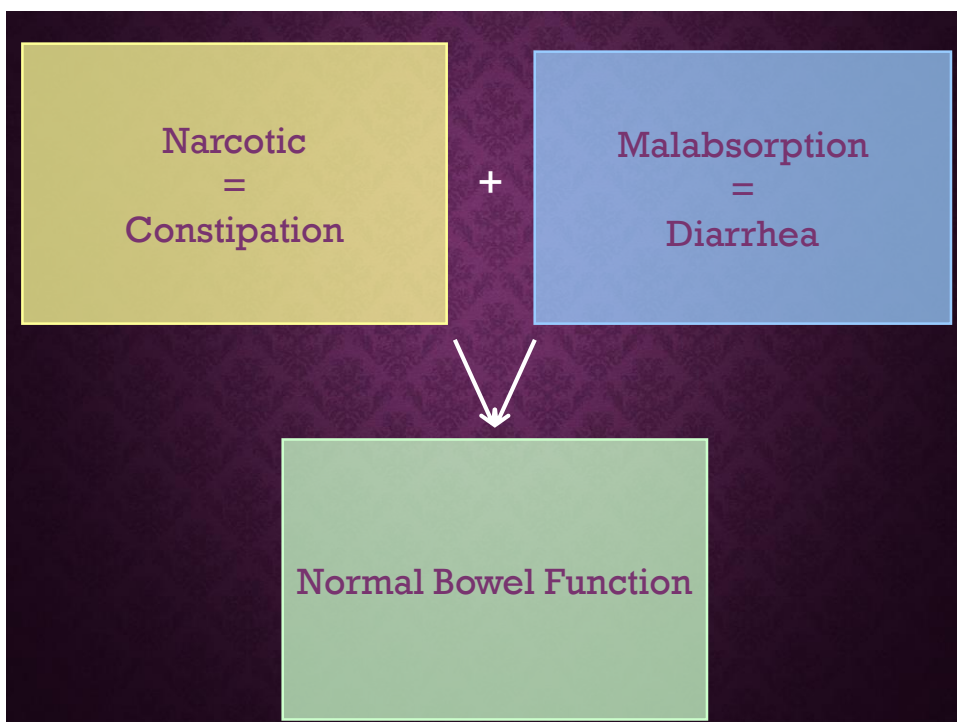 Narcotic
=
Constipation
+
Malabsorption
=
Diarrhea
Normal Bowel Function